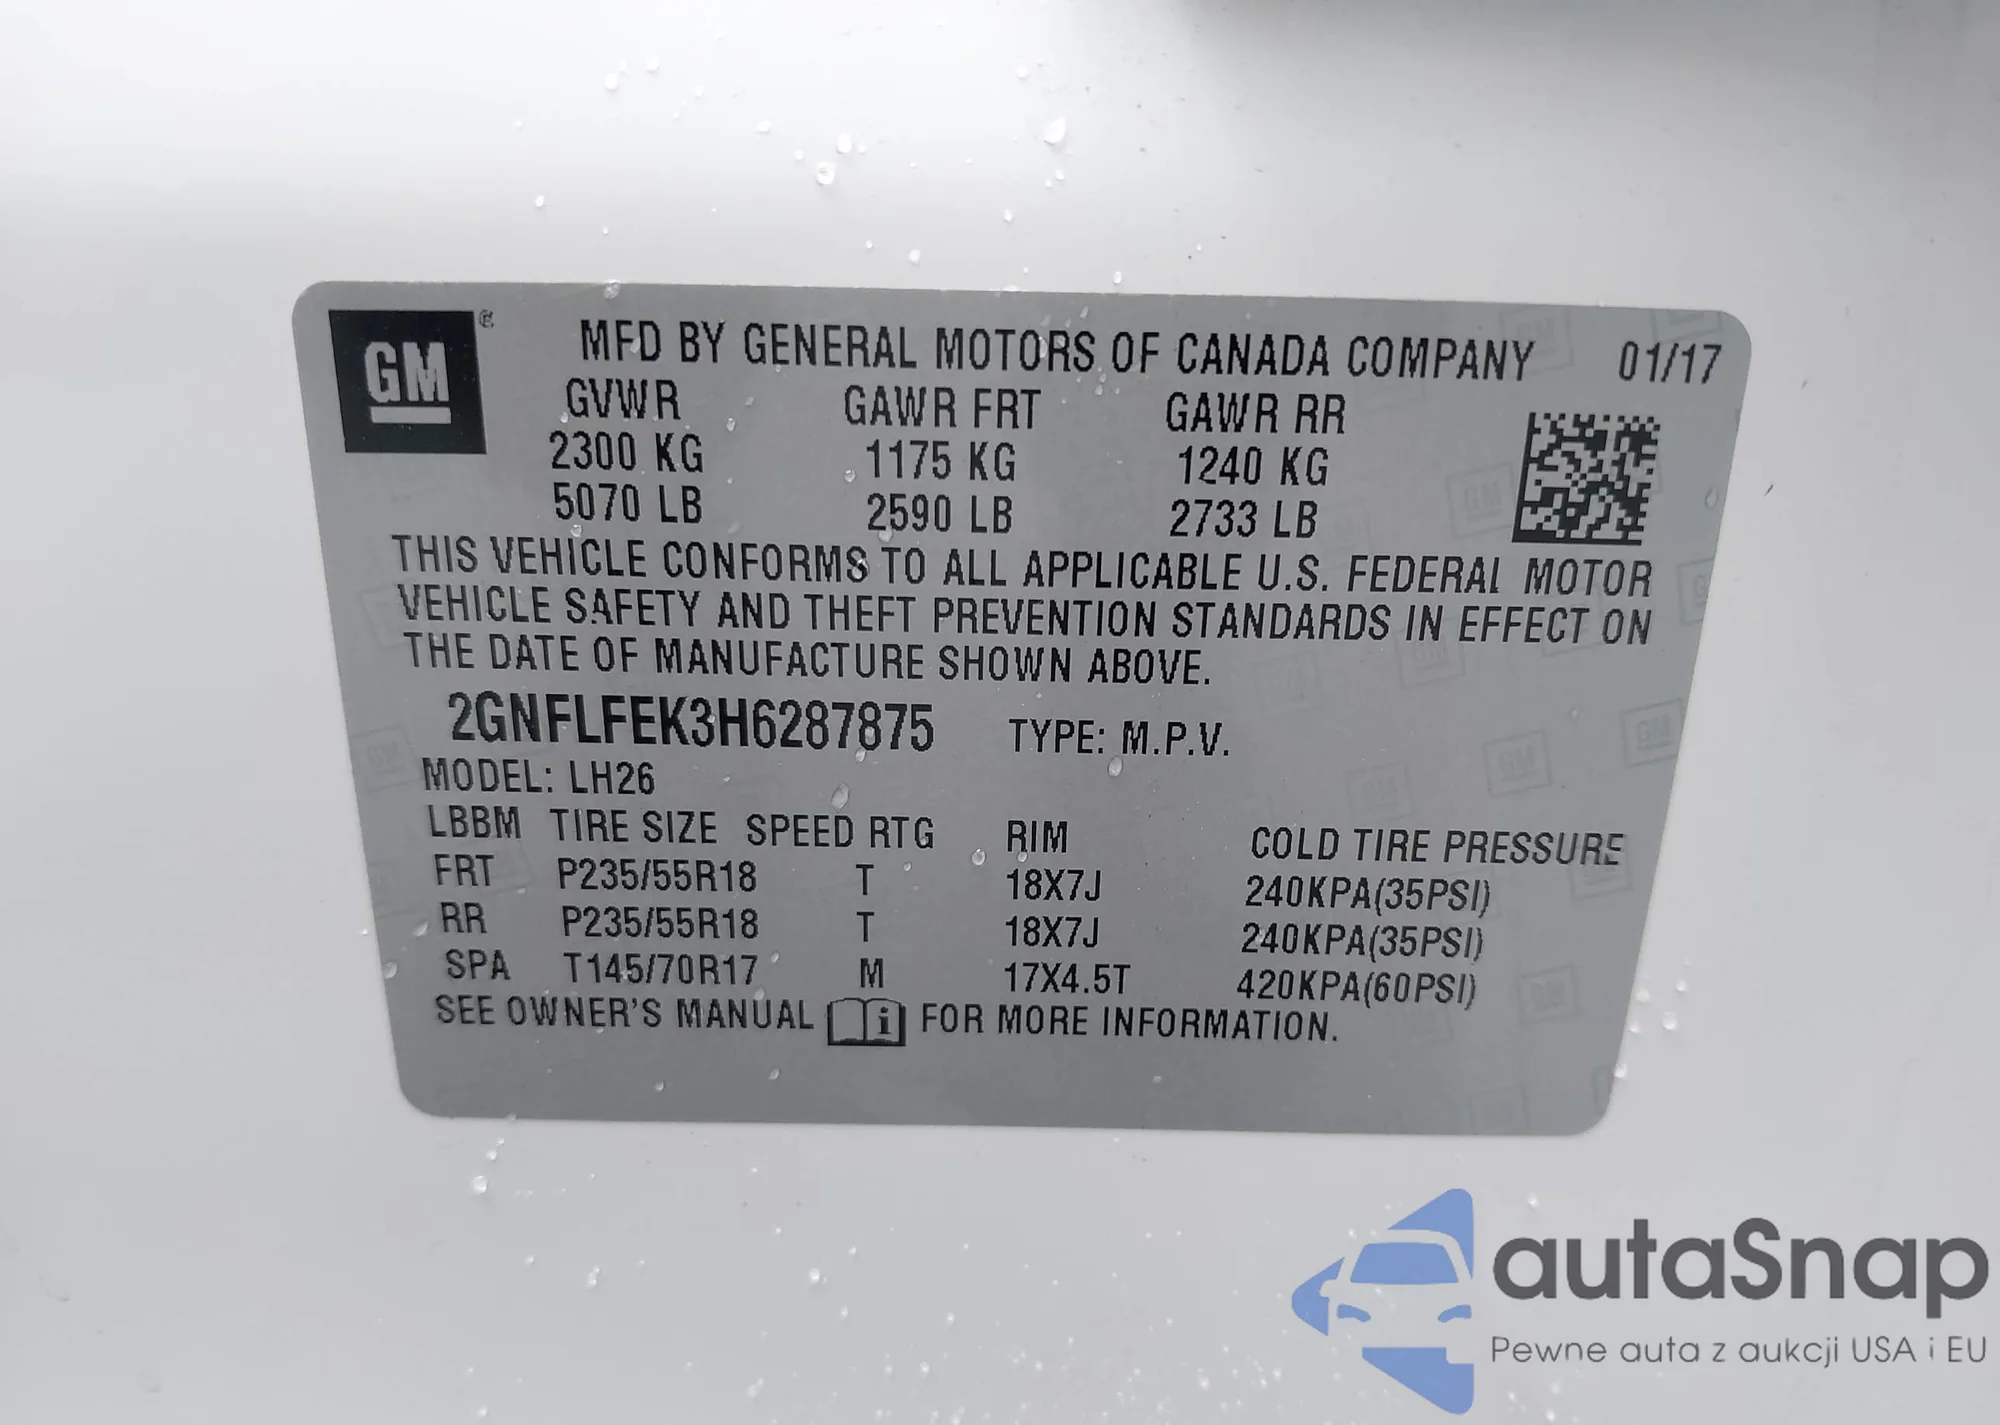 GM ®
MFD BY GENERAL MOTORS OF CANADA COMPANY 01/17
GVWR GAWR FRT GAWR RR
2300 KG 1175 KG 1240 KG
5070 LB 2590 LB 2733 LB
THIS VEHICLE CONFORMS TO ALL APPLICABLE U.S. FEDERAL MOTOR
VEHICLE SAFETY AND THEFT PREVENTION STANDARDS IN EFFECT ON
THE DATE OF MANUFACTURE SHOWN ABOVE.
2GNFLFEK3H6287875 TYPE: M.P.V.
MODEL: LH26
LBBM TIRE SIZE SPEED RTG RIM COLD TIRE PRESSURE
FRT P235/55R18 T 18X7J 240KPA(35PSI)
RR P235/55R18 T 18X7J 240KPA(35PSI)
SPA T145/70R17 M 17X4.5T 420KPA(60PSI)
SEE OWNER'S MANUAL i FOR MORE INFORMATION.
autaSnap
Pewne auta z aukcji USA i EU